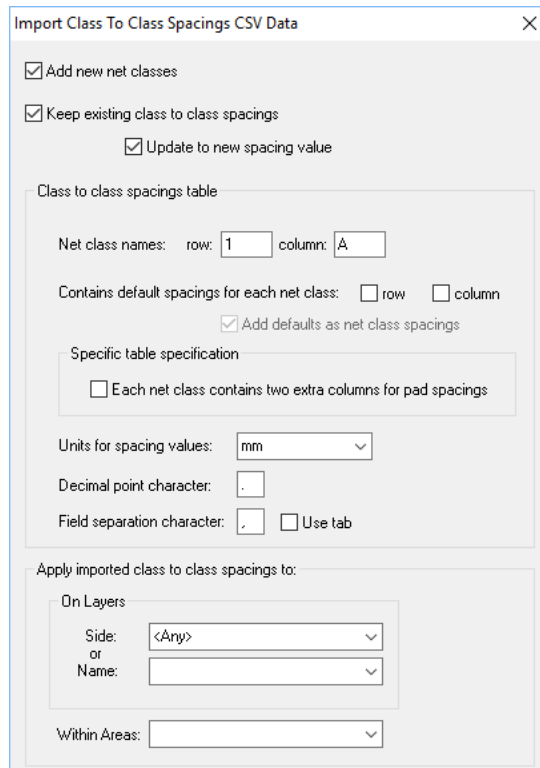 Import Class To Class Spacings CSV Data
Add new net classes
Keep existing class to class spacings
Update to new spacing value
Class to class spacings table
Net class names: row: 1 column: A
Contains default spacings for each net class: row column
Add defaults as net class spacings
Specific table specification
Each net class contains two extra columns for pad spacings
Units for spacing values: mm
Decimal point character: .
Field separation character: , Use tab
Apply imported class to class spacings to:
On Layers
Side: <Any>
or
Name:
Within Areas: